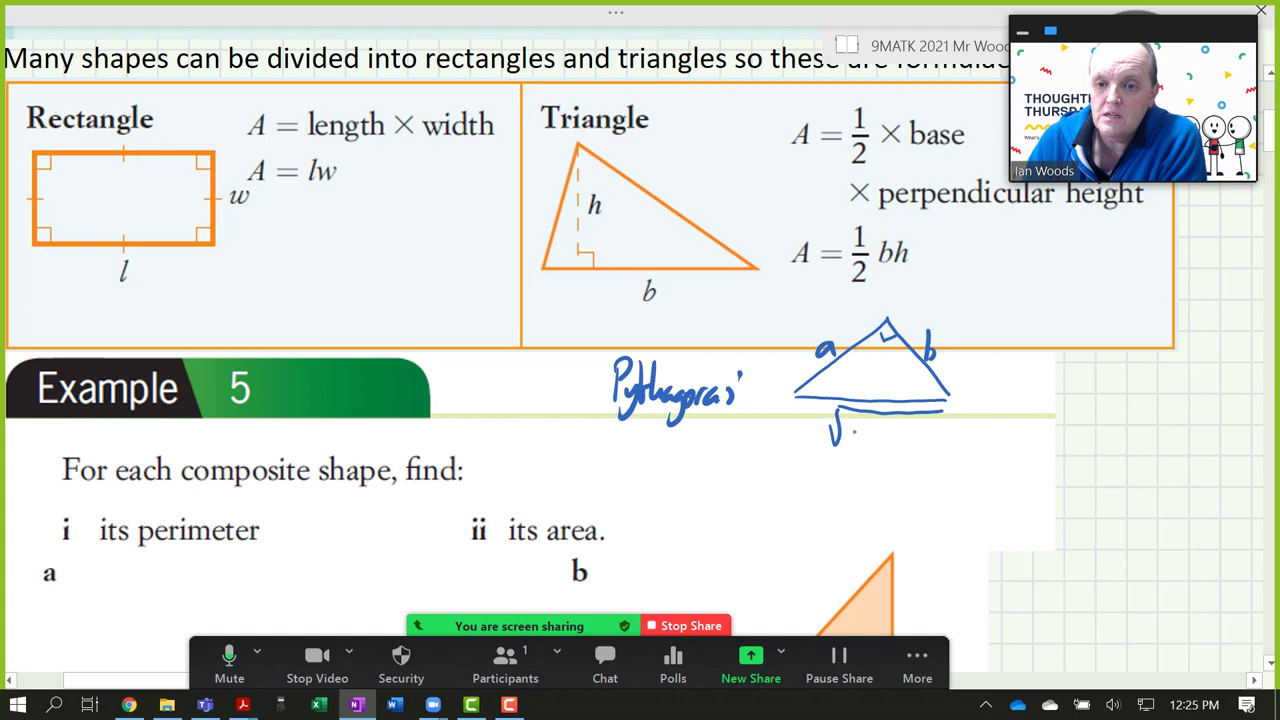 9MATK 2021 Mr Wood
Many shapes can be divided into rectangles and triangles so these are formulas
THOUGHT
THURSDA
Ian Woods
Rectangle
A = length × width
A = lw
w
l
Triangle
h
b
A = 1/2 × base
× perpendicular height
A = 1/2 bh
Pythagoras'
a
b
√
Example 5
For each composite shape, find:
i its perimeter
ii its area.
a
b
You are screen sharing
Stop Share
1
Mute
Stop Video
Security
Participants
Chat
Polls
New Share
Pause Share
More
12:25 PM